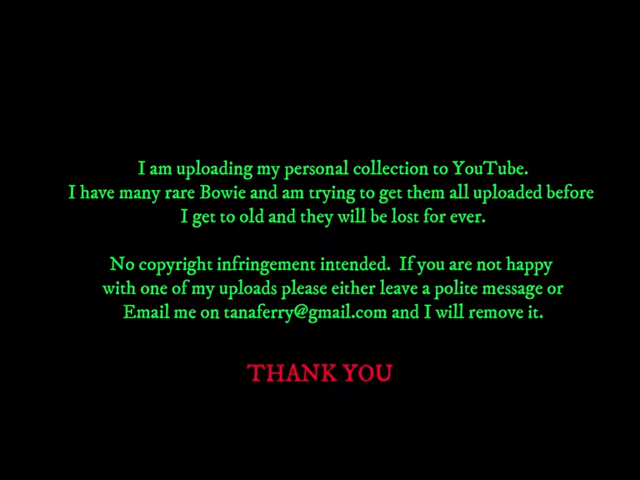 I am uploading my personal collection to YouTube.
I have many rare Bowie and am trying to get them all uploaded before
I get to old and they will be lost for ever.
No copyright infringement intended.  If you are not happy
with one of my uploads please either leave a polite message or
Email me on tanaferry@gmail.com and I will remove it.
THANK YOU